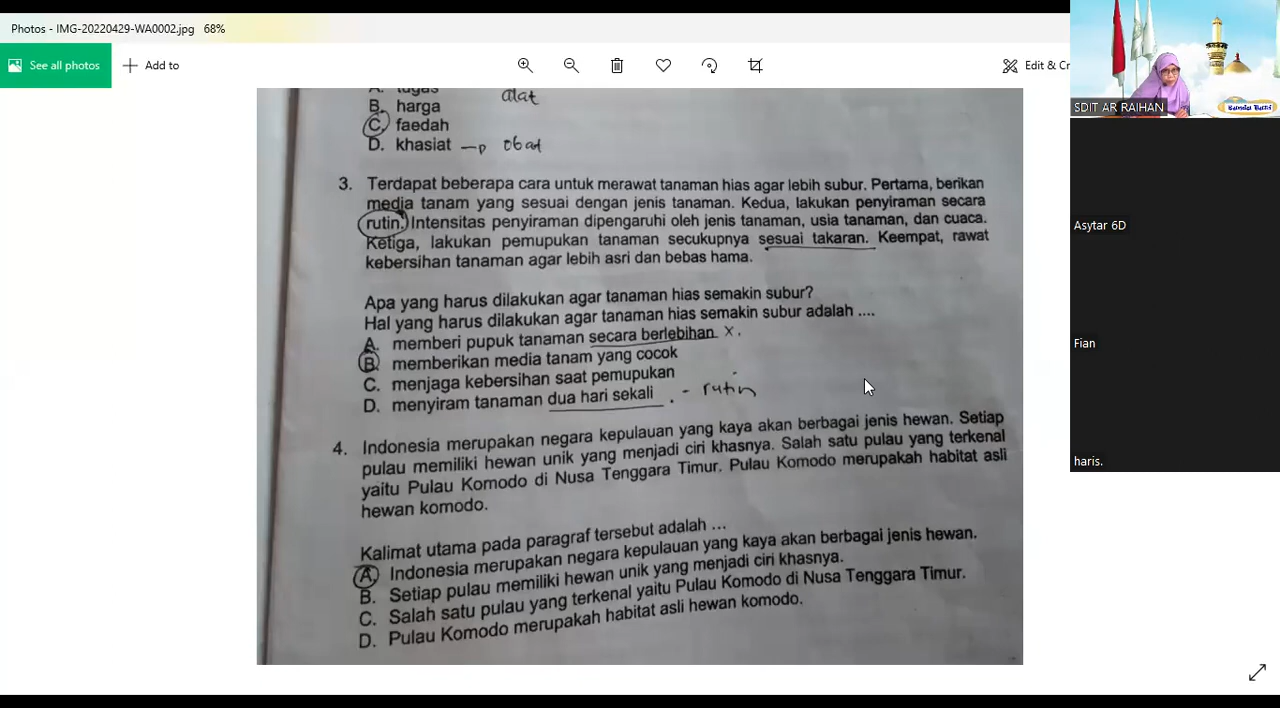 Photos - IMG-20220429-WA0002.jpg 68%
See all photos
Add to
Edit & Cr
A. tugas alat
B. harga
C. faedah
D. khasiat obat
3. Terdapat beberapa cara untuk merawat tanaman hias agar lebih subur. Pertama, berikan
media tanam yang sesuai dengan jenis tanaman. Kedua, lakukan penyiraman secara
rutin. Intensitas penyiraman dipengaruhi oleh jenis tanaman, usia tanaman, dan cuaca.
Ketiga, lakukan pemupukan tanaman secukupnya sesuai takaran. Keempat, rawat
kebersihan tanaman agar lebih asri dan bebas hama.
Apa yang harus dilakukan agar tanaman hias semakin subur?
Hal yang harus dilakukan agar tanaman hias semakin subur adalah ....
A. memberi pupuk tanaman secara berlebihan x.
B. memberikan media tanam yang cocok
C. menjaga kebersihan saat pemupukan
D. menyiram tanaman dua hari sekali . - rutin
4. Indonesia merupakan negara kepulauan yang kaya akan berbagai jenis hewan. Setiap
pulau memiliki hewan unik yang menjadi ciri khasnya. Salah satu pulau yang terkenal
yaitu Pulau Komodo di Nusa Tenggara Timur. Pulau Komodo merupakah habitat asli
hewan komodo.
Kalimat utama pada paragraf tersebut adalah ...
A. Indonesia merupakan negara kepulauan yang kaya akan berbagai jenis hewan.
B. Setiap pulau memiliki hewan unik yang menjadi ciri khasnya.
C. Salah satu pulau yang terkenal yaitu Pulau Komodo di Nusa Tenggara Timur.
D. Pulau Komodo merupakah habitat asli hewan komodo.
SDIT AR RAIHAN
Asytar 6D
Fian
haris.